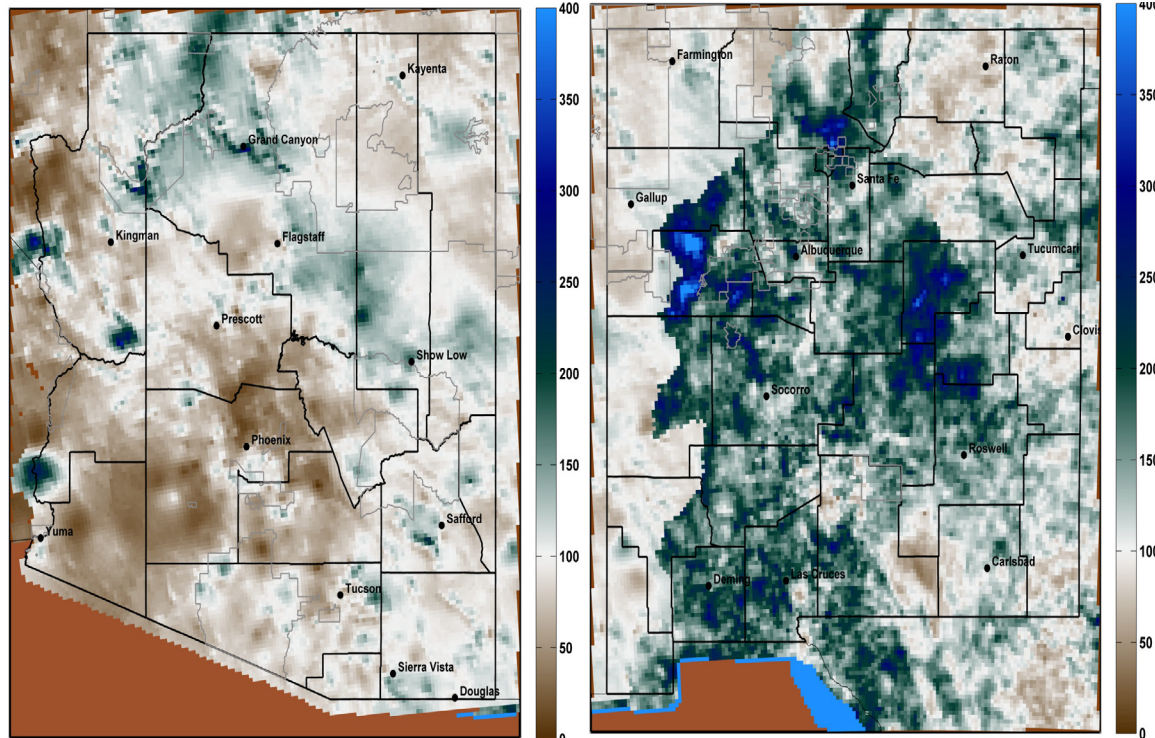 Kayenta
Grand Canyon
Kingman
Flagstaff
Prescott
Show Low
Phoenix
Safford
Yuma
Tucson
Sierra Vista
Douglas
400
350
300
250
200
150
100
50
0
Farmington
Raton
Santa Fe
Gallup
Albuquerque
Tucumcari
Clovis
Socorro
Roswell
Carlsbad
Deming
Las Cruces
400
350
300
250
200
150
100
50
0